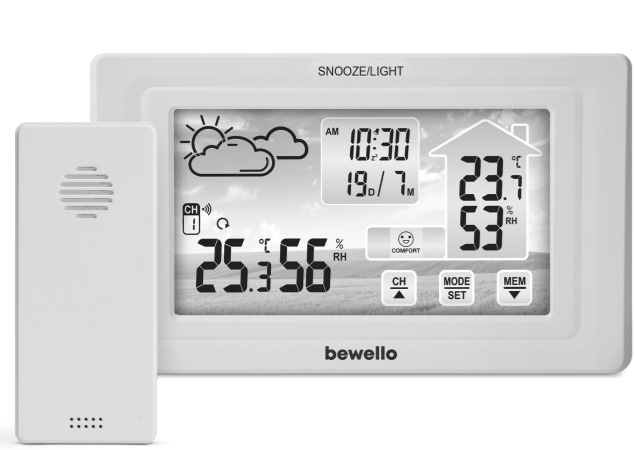 SNOOZE/LIGHT
AM 10:30
19D/ 7M
23.7 °C
53 % RH
CH 1
25.3 °C 56 % RH
COMFORT
CH
MODE
SET
MEM
bewello